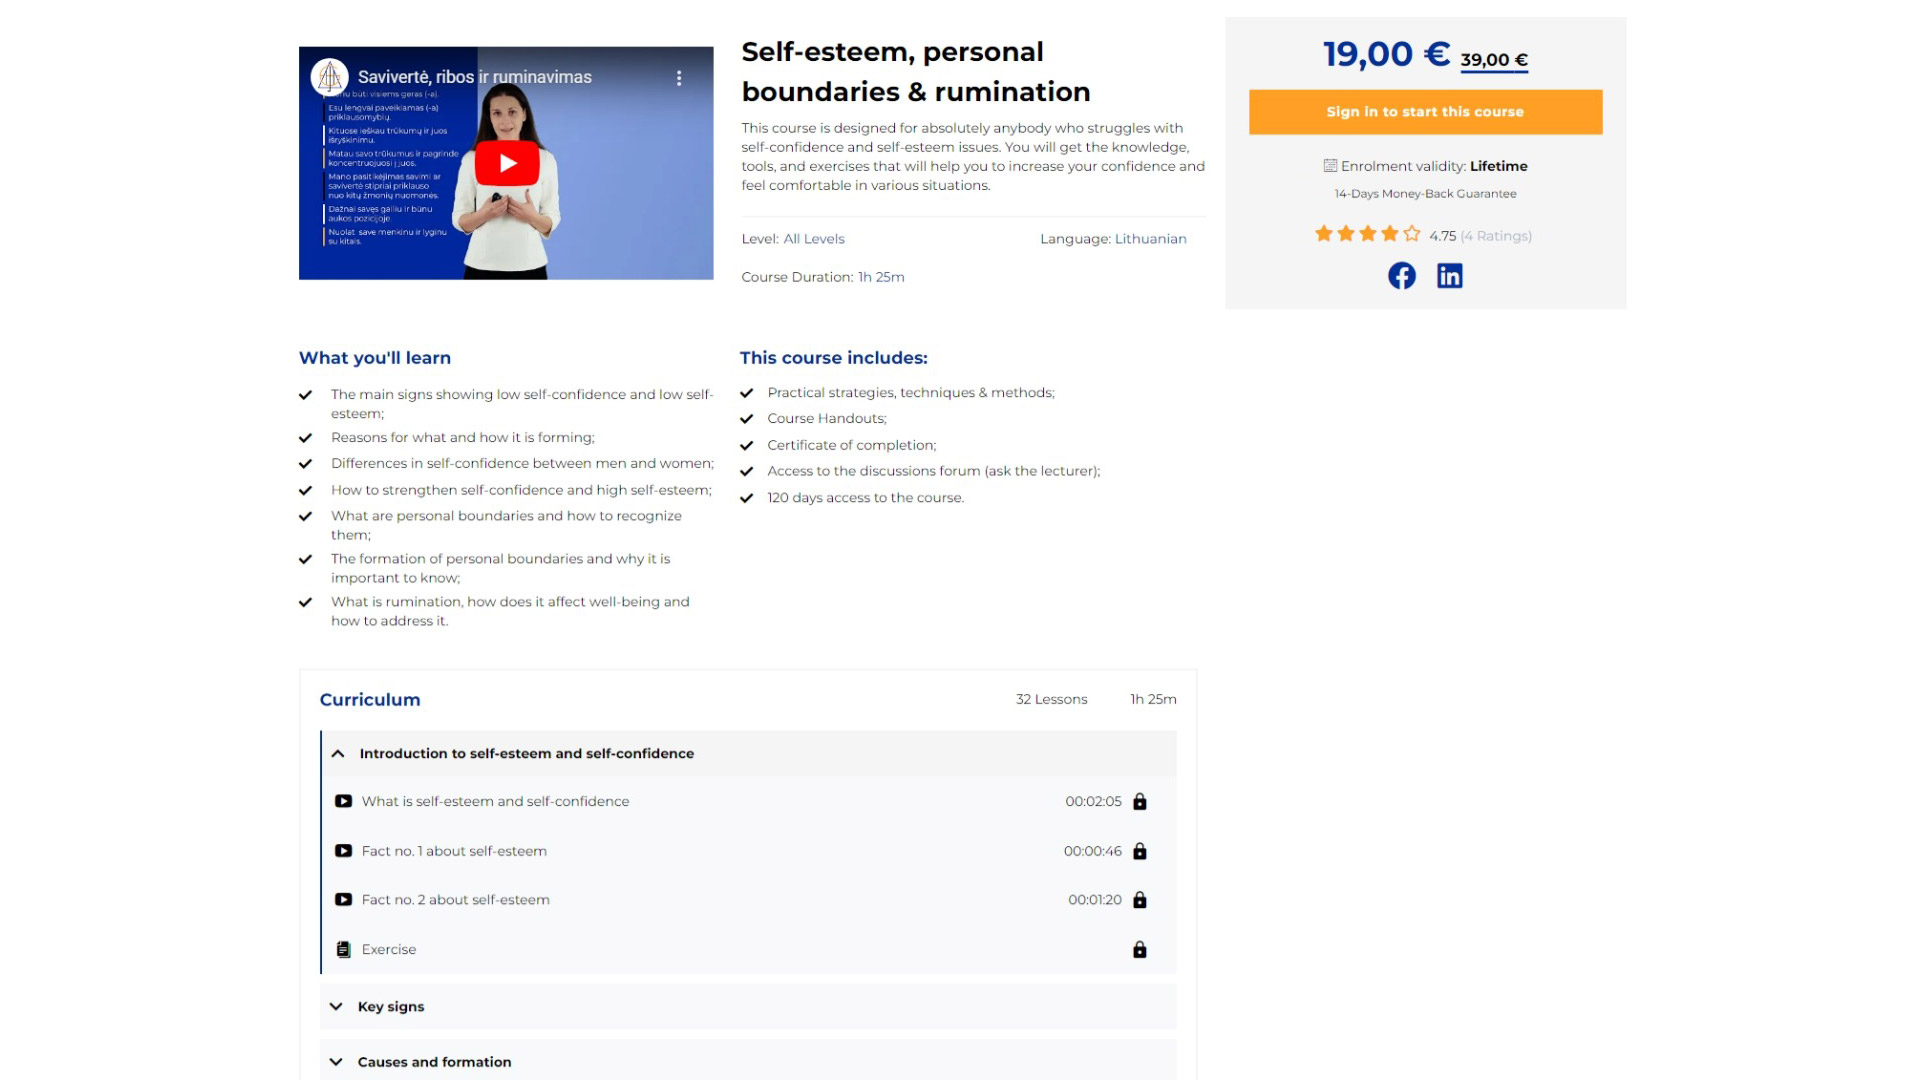 Savivertė, ribos ir ruminavimas
būti visiems geras (-a).
Esu lengvai paveikiamas (-a)
priklausomybių.
Kituose ieškau trūkumų ir juos
išryškinimu.
Matau savo trūkumus ir pagrinde
koncentruojuosi į juos.
Mano pasitikėjimas savimi ar
savivertė stipriai priklauso
nuo kitų žmonių nuomonės.
Dažnai savęs gailiu ir būnu
aukos pozicijoje
Nuolat save menkinu ir lyginu
su kitais.
Self-esteem, personal
boundaries & rumination
This course is designed for absolutely anybody who struggles with
self-confidence and self-esteem issues. You will get the knowledge,
tools, and exercises that will help you to increase your confidence and
feel comfortable in various situations.
Level: All Levels
Language: Lithuanian
Course Duration: 1h 25m
19,00 € 39,00 €
Sign in to start this course
Enrolment validity: Lifetime
14-Days Money-Back Guarantee
4.75 (4 Ratings)
What you'll learn
The main signs showing low self-confidence and low self-
esteem;
Reasons for what and how it is forming;
Differences in self-confidence between men and women;
How to strengthen self-confidence and high self-esteem;
What are personal boundaries and how to recognize
them;
The formation of personal boundaries and why it is
important to know;
What is rumination, how does it affect well-being and
how to address it.
This course includes:
Practical strategies, techniques & methods;
Course Handouts;
Certificate of completion;
Access to the discussions forum (ask the lecturer);
120 days access to the course.
Curriculum
32 Lessons
1h 25m
Introduction to self-esteem and self-confidence
What is self-esteem and self-confidence
00:02:05
Fact no. 1 about self-esteem
00:00:46
Fact no. 2 about self-esteem
00:01:20
Exercise
Key signs
Causes and formation